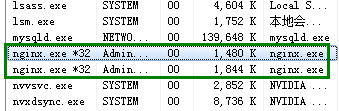 lsass.exe SYSTEM 00 4,604 K Local S...
lsm.exe SYSTEM 00 1,752 K 本地会...
mysqld.exe NETWO... 00 139,648 K mysqld.exe
nginx.exe *32 Admin... 00 1,480 K nginx.exe
nginx.exe *32 Admin... 00 1,844 K nginx.exe
nvvsvc.exe SYSTEM 00 2,852 K NVIDIA ...
nvxdsync.exe SYSTEM 00 8,736 K NVIDIA ...